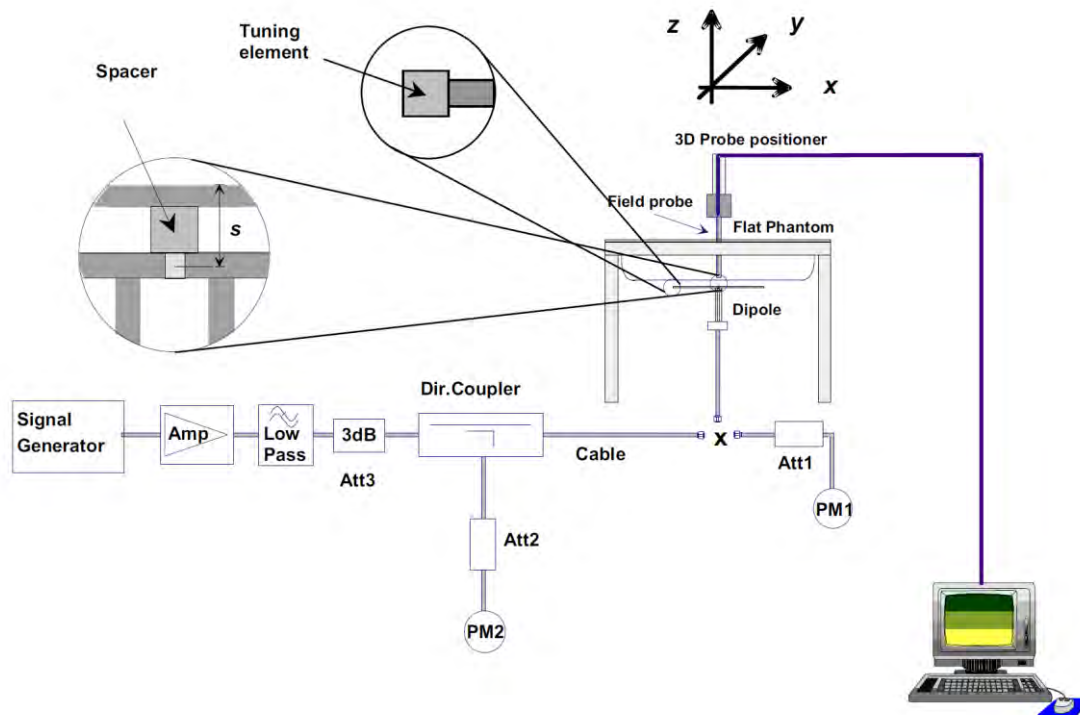 Tuning
element
z
y
x
Spacer
3D Probe positioner
Field probe
Flat Phantom
s
Dipole
Dir.Coupler
Signal
Generator
Amp
Low
Pass
3dB
Att3
Cable
x
Att1
PM1
Att2
PM2